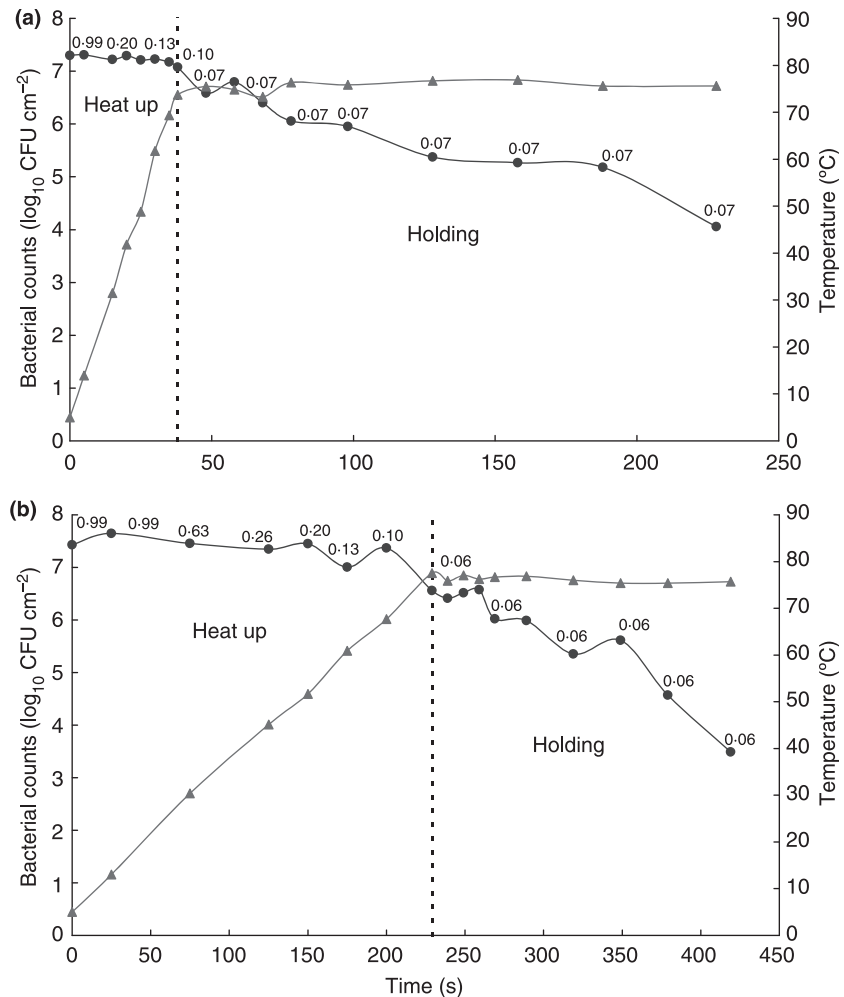 (a)
8
7
6
5
4
3
2
1
0
Bacterial counts (log10 CFU cm–2)
90
80
70
60
50
40
30
20
10
0
Temperature (ºC)
0·99 0·20 0·13 0·10
0·07 0·07 0·07 0·07 0·07 0·07 0·07 0·07
Heat up
Holding
0 50 100 150 200 250
(b)
8
7
6
5
4
3
2
1
0
Bacterial counts (log10 CFU cm–2)
90
80
70
60
50
40
30
20
10
0
Temperature (ºC)
0·99 0·99 0·63 0·26 0·20 0·13 0·10
0·06 0·06 0·06 0·06 0·06 0·06
Heat up
Holding
0 50 100 150 200 250 300 350 400 450
Time (s)